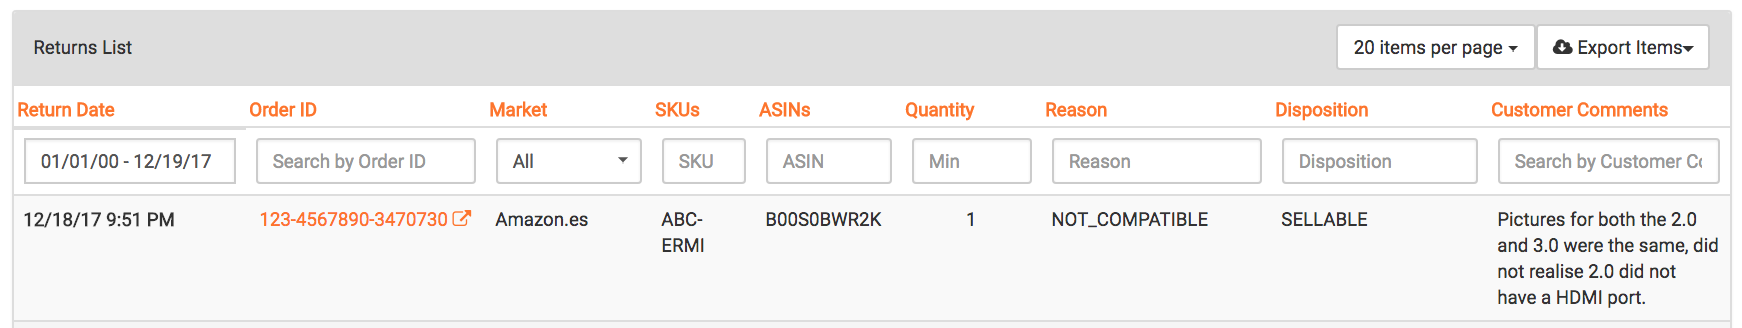 Returns List
20 items per page
Export Items
Return Date Order ID Market SKUs ASINs Quantity Reason Disposition Customer Comments
01/01/00 - 12/19/17 Search by Order ID All SKU ASIN Min Reason Disposition Search by Customer Co
12/18/17 9:51 PM 123-4567890-3470730 Amazon.es ABC- B00S0BWR2K 1 NOT_COMPATIBLE SELLABLE Pictures for both the 2.0
ERMI and 3.0 were the same, did
not realise 2.0 did not
have a HDMI port.